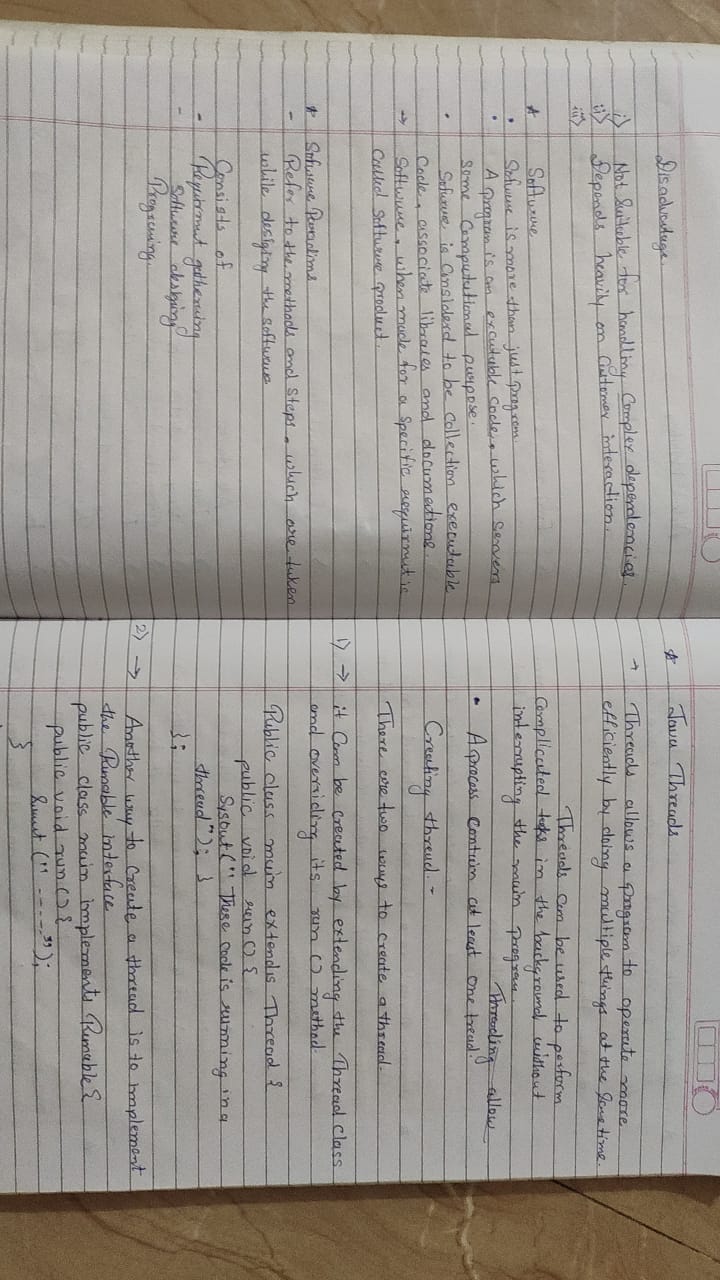 Disadvantage.
i> Not Suitable for handling Complex dependencies.
ii> Depends heavily on Customer interaction.
iii>
* Software
• Sofware is more than just program.
• A program is an excutable code, which servers
some Computational purpose.
• Sofware is Considerd to be collection executable
Code, associate libraries and documections.
→ Software, when made for a specific requirmnt is
Called Software product.
* Software Paradims
- Refer to the methods and steps, which are taken
while desiging the software
Consists of
- Requirmnt gathering
- Software desging
Programing.
* Java Threads
→ Threads allows a program to operate more
efficiently by doing multiple things at the same time.
Threads can be used to perform
Complicated tasks in the background without
interrupting the main program.
Threading allow
• A process Contain at least one tread.
Creating thread. -
There are two ways to create a thread.
1) → it Can be created by extending the Thread class
and overriding its run () method.
Public class main extends Thread {
public void run () {
Sysout (" These code is running in a
thread"); }
};
2) → Another way to Create a thread is to implement
the Runable interface
public class main implements Runable {
public void run () {
("-----");
}